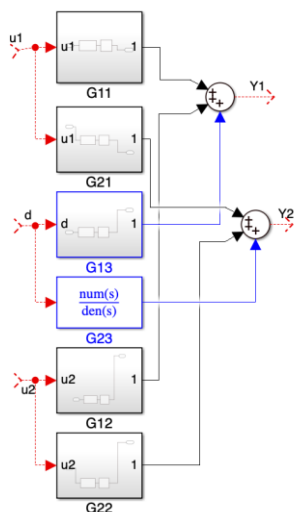 u1
u1 1
G11
Y1
+
+
+
u1 1
G21
d
d 1
G13
Y2
+
+
+
num(s)
den(s)
G23
u2
u2 1
G12
u2 1
G22